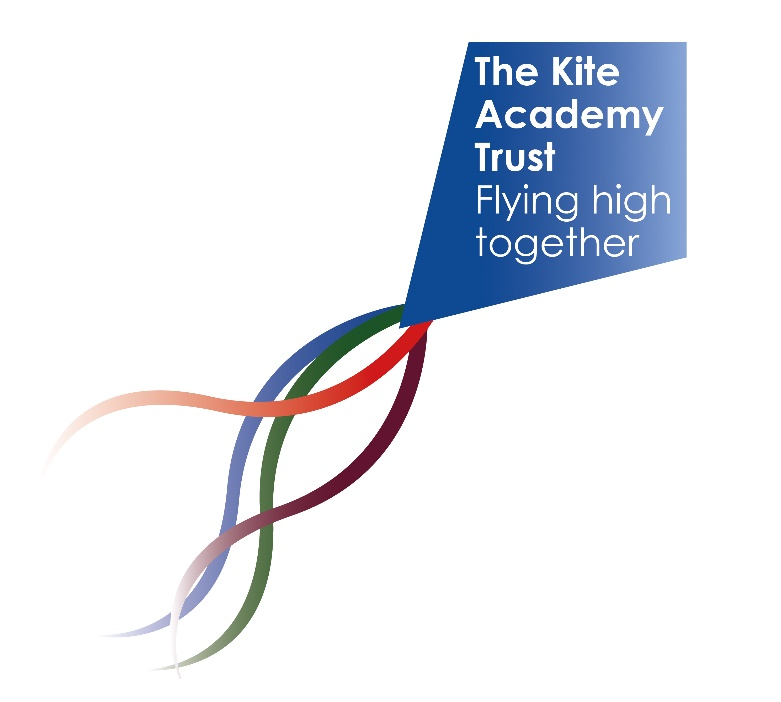 The Kite
Academy
Trust
Flying high
together